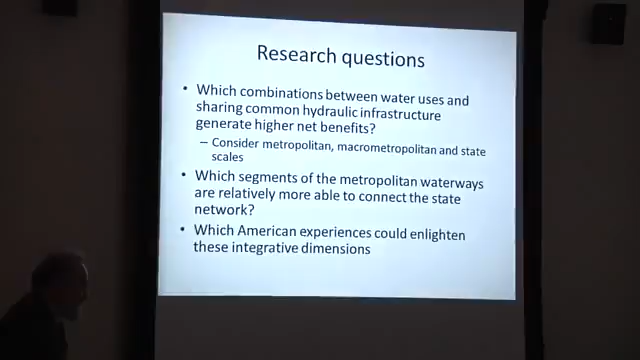 Research questions
• Which combinations between water uses and
sharing common hydraulic infrastructure
generate higher net benefits?
– Consider metropolitan, macrometropolitan and state
scales
• Which segments of the metropolitan waterways
are relatively more able to connect the state
network?
• Which American experiences could enlighten
these integrative dimensions